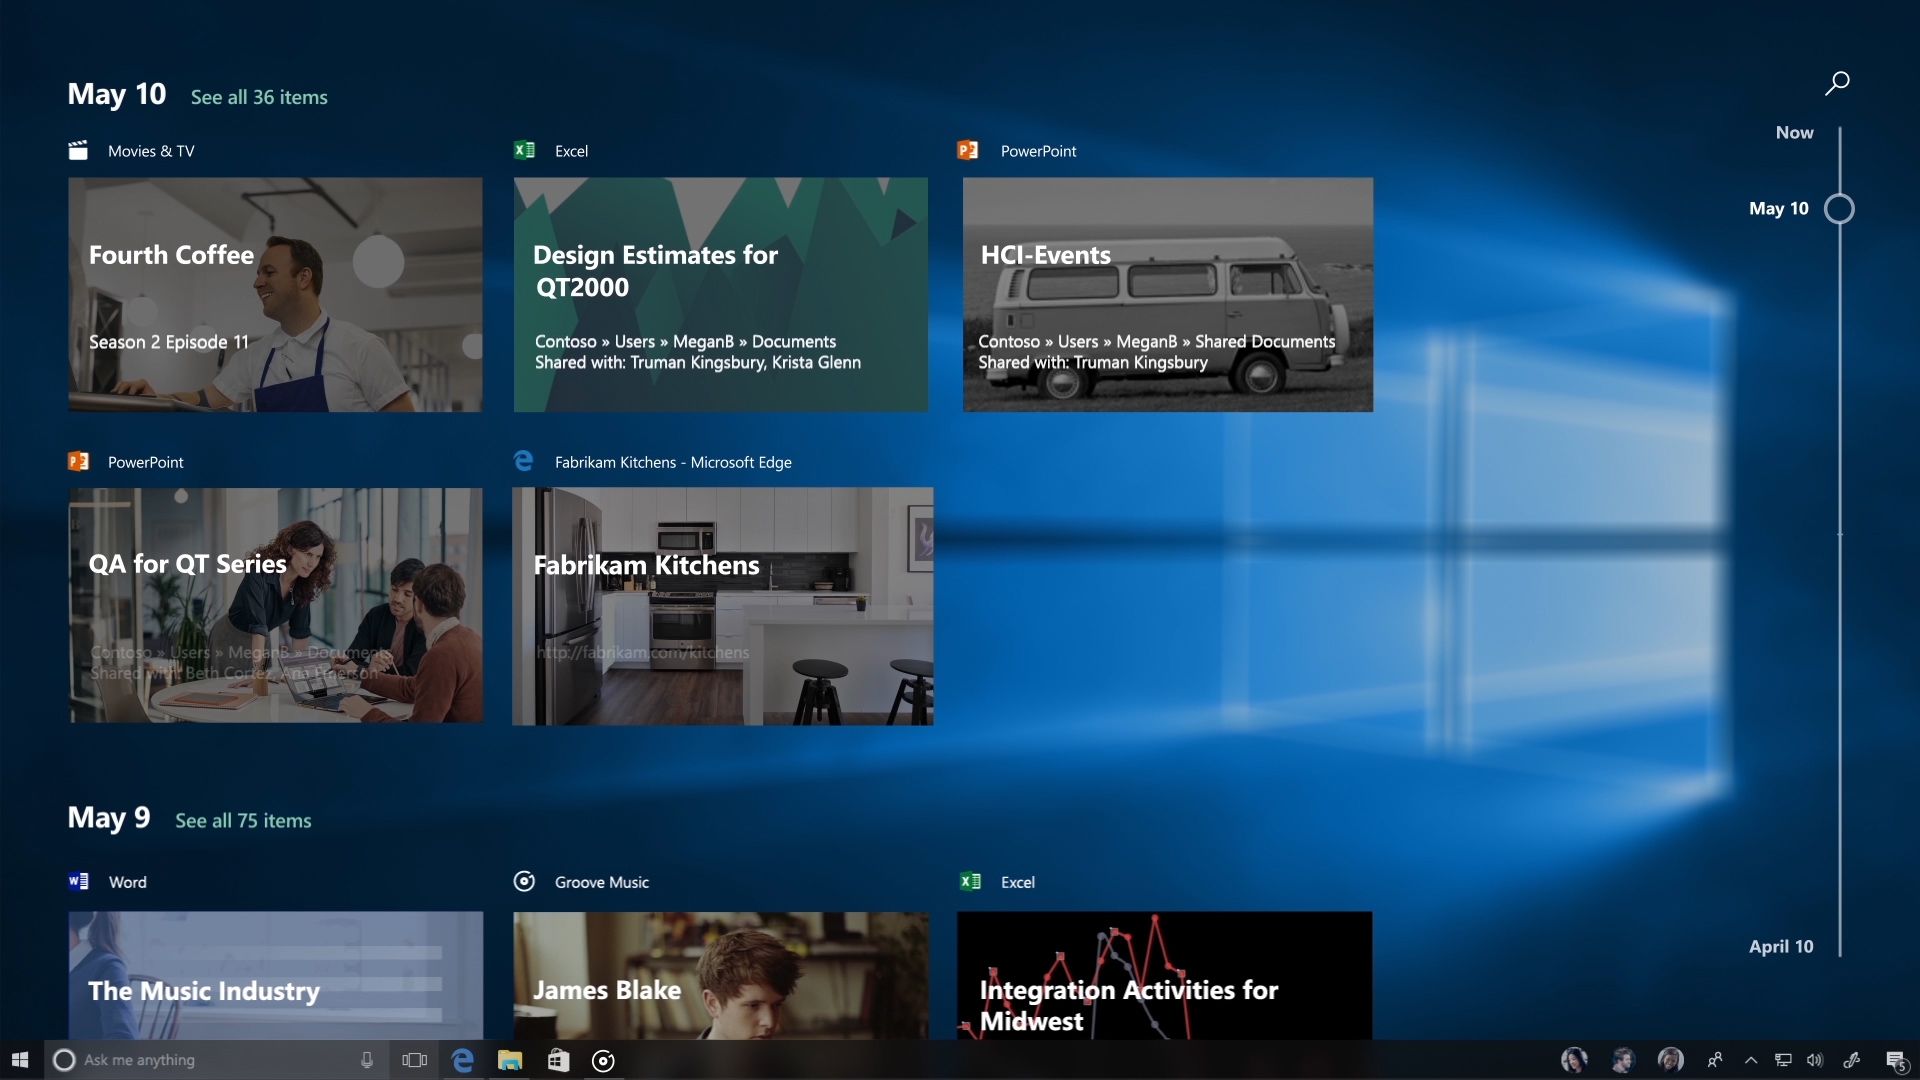 May 10 See all 36 items
Now
May 10
Movies & TV
Excel
PowerPoint
Fourth Coffee
Season 2 Episode 11
Design Estimates for
QT2000
Contoso » Users » MeganB » Documents
Shared with: Truman Kingsbury, Krista Glenn
HCI-Events
Contoso » Users » MeganB » Shared Documents
Shared with: Truman Kingsbury
PowerPoint
Fabrikam Kitchens - Microsoft Edge
QA for QT Series
Contoso » Users » MeganB » Documents
Shared with: Beth Cortez, Ana Emerson
Fabrikam Kitchens
http://fabrikam.com/kitchens
May 9 See all 75 items
Word
Groove Music
Excel
The Music Industry
James Blake
Integration Activities for
Midwest
April 10
Ask me anything
5